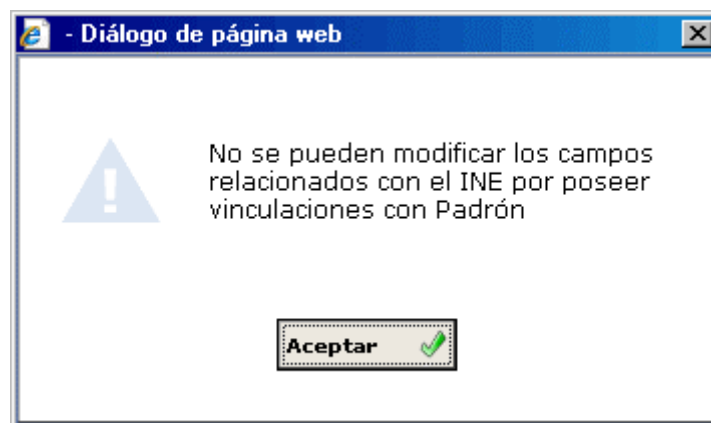 - Diálogo de página web
No se pueden modificar los campos
relacionados con el INE por poseer
vinculaciones con Padrón
Aceptar